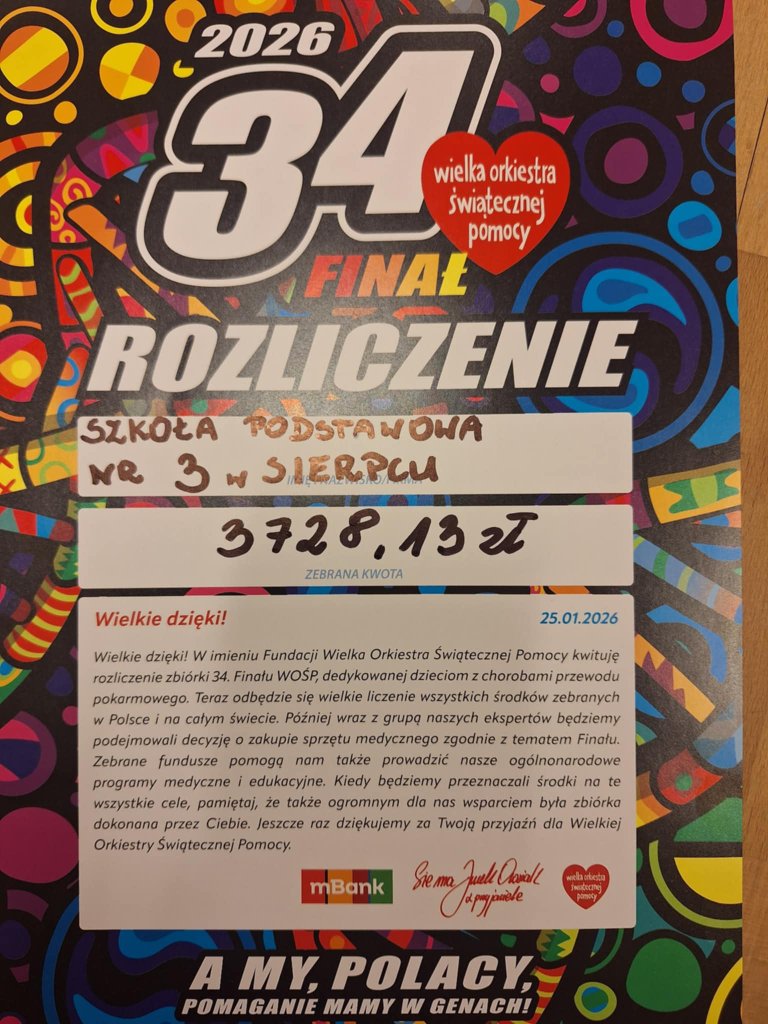 2026
34
wielka orkiestra
świątecznej
pomocy
FINAŁ
ROZLICZENIE
SZKOŁA PODSTAWOWA
NR 3 w SIERPCU
3728,13 zł
ZEBRANA KWOTA
Wielkie dzięki! 25.01.2026
Wielkie dzięki! W imieniu Fundacji Wielka Orkiestra Świątecznej Pomocy kwituję
rozliczenie zbiórki 34. Finału WOŚP, dedykowanej dzieciom z chorobami przewodu
pokarmowego. Teraz odbędzie się wielkie liczenie wszystkich środków zebranych
w Polsce i na całym świecie. Później wraz z grupą naszych ekspertów będziemy
podejmowali decyzję o zakupie sprzętu medycznego zgodnie z tematem Finału.
Zebrane fundusze pomogą nam także prowadzić nasze ogólnonarodowe
programy medyczne i edukacyjne. Kiedy będziemy przeznaczali środki na te
wszystkie cele, pamiętaj, że także ogromnym dla nas wsparciem była zbiórka
dokonana przez Ciebie. Jeszcze raz dziękujemy za Twoją przyjaźń dla Wielkiej
Orkiestry Świątecznej Pomocy.
mBank
Sie ma Jurek Owsiak
z przyjaciele
wielka orkiestra
świątecznej
pomocy
A MY, POLACY,
POMAGANIE MAMY W GENACH!